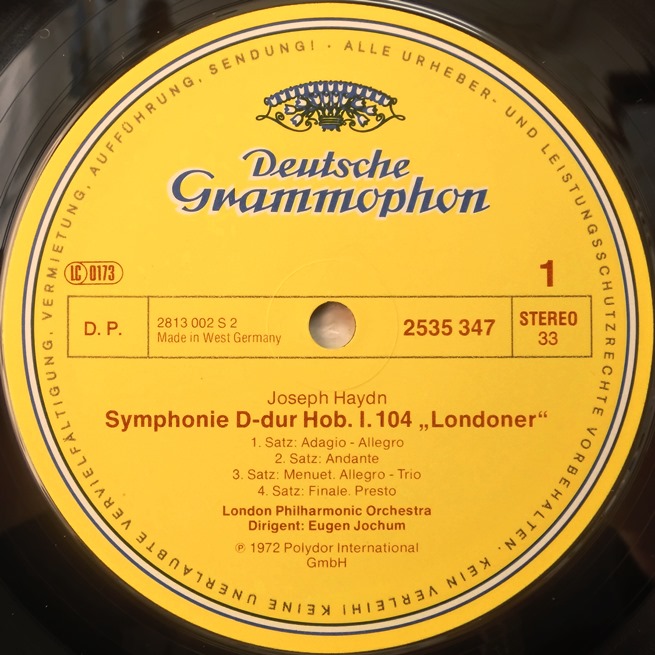 ALLE URHEBER- UND LEISTUNGSSCHUTZRECHTE VORBEHALTEN. KEIN VERLEIH! KEINE UNERLAUBTE VERVIELFÄLTIGUNG, VERMIETUNG, AUFFÜHRUNG, SENDUNG! ·
Deutsche
Grammophon
LC 0173
1
D. P.
2813 002 S 2
Made in West Germany
2535 347
STEREO
33
Joseph Haydn
Symphonie D-dur Hob. I. 104 „Londoner“
1. Satz: Adagio - Allegro
2. Satz: Andante
3. Satz: Menuet. Allegro - Trio
4. Satz: Finale. Presto
London Philharmonic Orchestra
Dirigent: Eugen Jochum
℗ 1972 Polydor International
GmbH